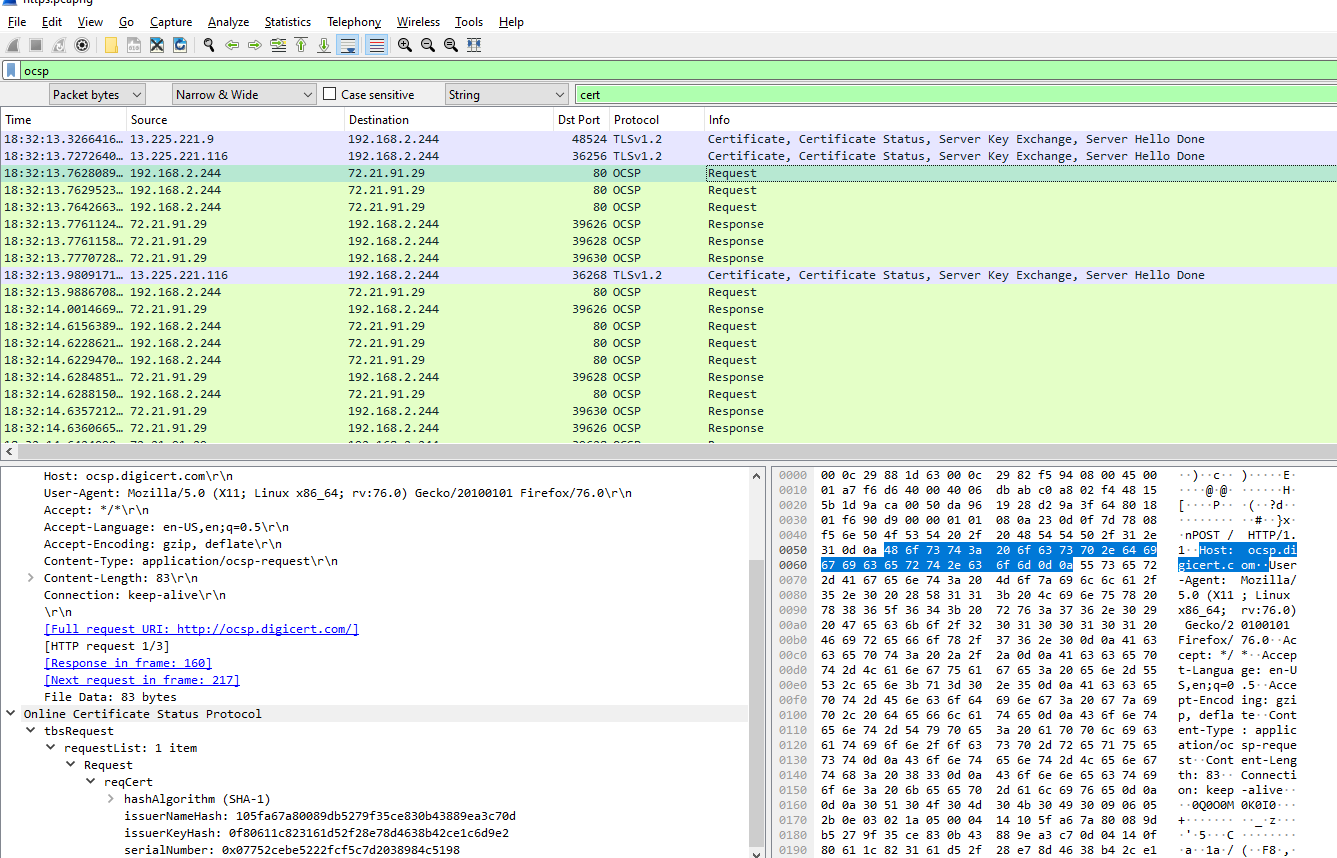 https.pcapng
File Edit View Go Capture Analyze Statistics Telephony Wireless Tools Help
ocsp
Packet bytes Narrow & Wide Case sensitive String cert
Time Source Destination Dst Port Protocol Info
18:32:13.3266416… 13.225.221.9 192.168.2.244 48524 TLSv1.2 Certificate, Certificate Status, Server Key Exchange, Server Hello Done
18:32:13.7272640… 13.225.221.116 192.168.2.244 36256 TLSv1.2 Certificate, Certificate Status, Server Key Exchange, Server Hello Done
18:32:13.7628089… 192.168.2.244 72.21.91.29 80 OCSP Request
18:32:13.7629523… 192.168.2.244 72.21.91.29 80 OCSP Request
18:32:13.7642663… 192.168.2.244 72.21.91.29 80 OCSP Request
18:32:13.7761124… 72.21.91.29 192.168.2.244 39626 OCSP Response
18:32:13.7761158… 72.21.91.29 192.168.2.244 39628 OCSP Response
18:32:13.7770728… 72.21.91.29 192.168.2.244 39630 OCSP Response
18:32:13.9809171… 13.225.221.116 192.168.2.244 36268 TLSv1.2 Certificate, Certificate Status, Server Key Exchange, Server Hello Done
18:32:13.9886708… 192.168.2.244 72.21.91.29 80 OCSP Request
18:32:14.0014669… 72.21.91.29 192.168.2.244 39626 OCSP Response
18:32:14.6156389… 192.168.2.244 72.21.91.29 80 OCSP Request
18:32:14.6228621… 192.168.2.244 72.21.91.29 80 OCSP Request
18:32:14.6229470… 192.168.2.244 72.21.91.29 80 OCSP Request
18:32:14.6284851… 72.21.91.29 192.168.2.244 39628 OCSP Response
18:32:14.6288150… 192.168.2.244 72.21.91.29 80 OCSP Request
18:32:14.6357212… 72.21.91.29 192.168.2.244 39630 OCSP Response
18:32:14.6360665… 72.21.91.29 192.168.2.244 39626 OCSP Response
Host: ocsp.digicert.com\r\n
User-Agent: Mozilla/5.0 (X11; Linux x86_64; rv:76.0) Gecko/20100101 Firefox/76.0\r\n
Accept: */*\r\n
Accept-Language: en-US,en;q=0.5\r\n
Accept-Encoding: gzip, deflate\r\n
Content-Type: application/ocsp-request\r\n
Content-Length: 83\r\n
Connection: keep-alive\r\n
\r\n
[Full request URI: http://ocsp.digicert.com/]
[HTTP request 1/3]
[Response in frame: 160]
[Next request in frame: 217]
File Data: 83 bytes
Online Certificate Status Protocol
tbsRequest
requestList: 1 item
Request
reqCert
hashAlgorithm (SHA-1)
issuerNameHash: 105fa67a80089db5279f35ce830b43889ea3c70d
issuerKeyHash: 0f80611c823161d52f28e78d4638b42ce1c6d9e2
serialNumber: 0x07752cebe5222fcf5c7d2038984c5198
0000 00 0c 29 88 1d 63 00 0c 29 82 f5 94 08 00 45 00 ··)··c·· )·····E·
0010 01 a7 f6 d6 40 00 40 06 db ab c0 a8 02 f4 48 15 ····@·@· ······H·
0020 5b 1d 9a ca 00 50 da 96 19 28 d2 9a 3f 64 80 18 [····P·· ·(··?d··
0030 01 f6 90 d9 00 00 01 01 08 0a 23 0d 0f 7d 78 08 ········ ··#··}x·
0040 f5 6e 50 4f 53 54 20 2f 20 48 54 54 50 2f 31 2e ·nPOST / HTTP/1.
0050 31 0d 0a 48 6f 73 74 3a 20 6f 63 73 70 2e 64 69 1··Host: ocsp.di
0060 67 69 63 65 72 74 2e 63 6f 6d 0d 0a 55 73 65 72 gicert.c om··User
0070 2d 41 67 65 6e 74 3a 20 4d 6f 7a 69 6c 6c 61 2f -Agent: Mozilla/
0080 35 2e 30 20 28 58 31 31 3b 20 4c 69 6e 75 78 20 5.0 (X11 ; Linux
0090 78 38 36 5f 36 34 3b 20 72 76 3a 37 36 2e 30 29 x86_64; rv:76.0)
00a0 20 47 65 63 6b 6f 2f 32 30 31 30 30 31 30 31 20 Gecko/2 0100101
00b0 46 69 72 65 66 6f 78 2f 37 36 2e 30 0d 0a 41 63 Firefox/ 76.0··Ac
00c0 63 65 70 74 3a 20 2a 2f 2a 0d 0a 41 63 63 65 70 cept: */ *··Accep
00d0 74 2d 4c 61 6e 67 75 61 67 65 3a 20 65 6e 2d 55 t-Langua ge: en-U
00e0 53 2c 65 6e 3b 71 3d 30 2e 35 0d 0a 41 63 63 65 S,en;q=0 .5··Acce
00f0 70 74 2d 45 6e 63 6f 64 69 6e 67 3a 20 67 7a 69 pt-Encod ing: gzi
0100 70 2c 20 64 65 66 6c 61 74 65 0d 0a 43 6f 6e 74 p, defla te··Cont
0110 65 6e 74 2d 54 79 70 65 3a 20 61 70 70 6c 69 63 ent-Type : applic
0120 61 74 69 6f 6e 2f 6f 63 73 70 2d 72 65 71 75 65 ation/oc sp-reque
0130 73 74 0d 0a 43 6f 6e 74 65 6e 74 2d 4c 65 6e 67 st··Cont ent-Leng
0140 74 68 3a 20 38 33 0d 0a 43 6f 6e 6e 65 63 74 69 th: 83·· Connecti
0150 6f 6e 3a 20 6b 65 65 70 2d 61 6c 69 76 65 0d 0a on: keep -alive··
0160 0d 0a 30 51 30 4f 30 4d 30 4b 30 49 30 09 06 05 ··0Q0O0M 0K0I0···
0170 2b 0e 03 02 1a 05 00 04 14 10 5f a6 7a 80 08 9d +······· ··_·z···
0180 b5 27 9f 35 ce 83 0b 43 88 9e a3 c7 0d 04 14 0f ·'·5···C ········
0190 80 61 1c 82 31 61 d5 2f 28 e7 8d 46 38 b4 2c e1 ·a··1a·/ (··F8·,·